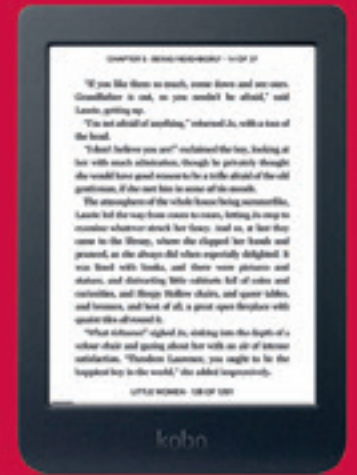 CHAPTER 5: BEING NEIGHBORLY - 14 OF 27
"If you like them so much, come down and see ours.
Grandfather is out, so you needn't be afraid," said
Laurie, getting up.
"I'm not afraid of anything," returned Jo, with a toss of
the head.
"I don't believe you are!" exclaimed the boy, looking at
her with much admiration, though he privately thought
she would have good reason to be a trifle afraid of the old
gentleman, if she met him in some of his moods.
The atmosphere of the whole house being summerlike,
Laurie led the way from room to room, letting Jo stop to
examine whatever struck her fancy. And so, at last they
came to the library, where she clapped her hands and
pranced, as she always did when especially delighted. It
was lined with books, and there were pictures and
statues, and distracting little cabinets full of coins and
curiosities, and Sleepy Hollow chairs, and queer tables,
and bronzes, and best of all, a great open fireplace with
quaint tiles all round it.
"What richness!" sighed Jo, sinking into the depth of a
velour chair and gazing about her with an air of intense
satisfaction. "Theodore Laurence, you ought to be the
happiest boy in the world," she added impressively.
LITTLE WOMEN - OF
kobo